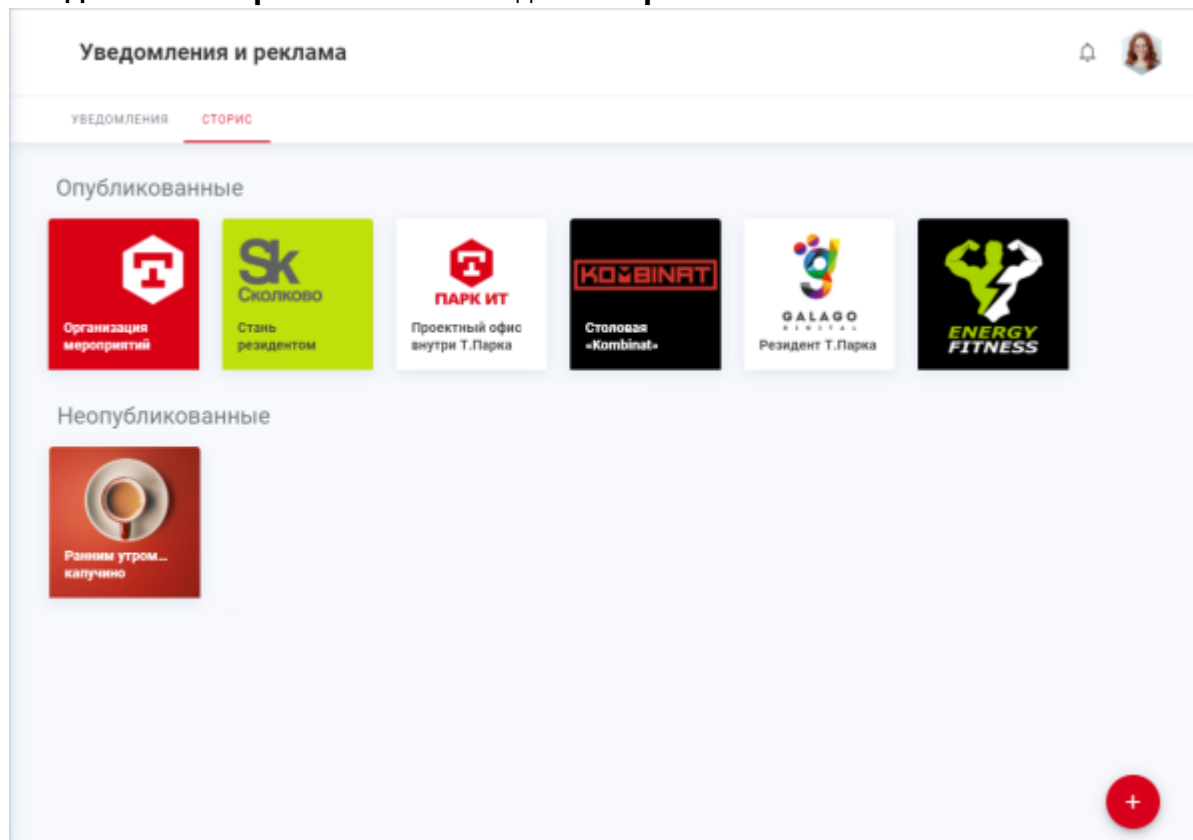 Уведомления и реклама
УВЕДОМЛЕНИЯ СТОРИС
Опубликованные
T
Организация
мероприятий
Sk
Сколково
Стань
резидентом
T
ПАРК ИТ
Проектный офис
внутри Т.Парка
KOMBINAT
Столовая
«Kombinat»
g
GALAGO
DIGITAL
Резидент Т.Парка
ENERGY
FITNESS
Неопубликованные
Ранним утром...
капучино
+